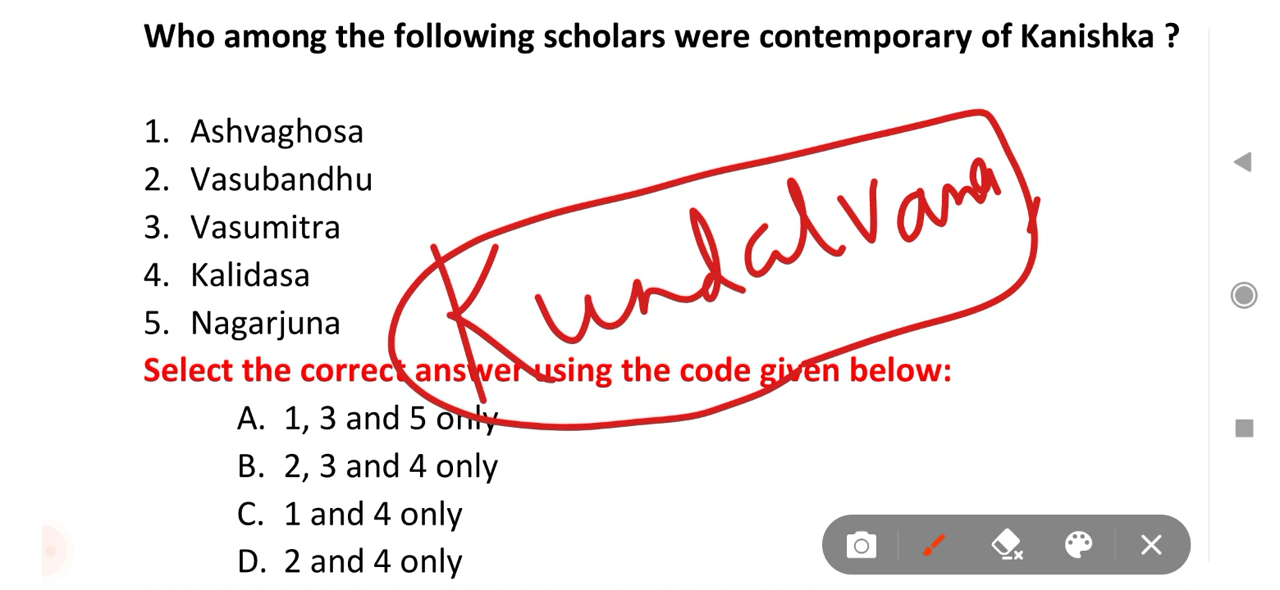 Who among the following scholars were contemporary of Kanishka ?
1. Ashvaghosa
2. Vasubandhu
3. Vasumitra
4. Kalidasa
5. Nagarjuna
Kundalvana
Select the correct answer using the code given below:
A. 1, 3 and 5 only
B. 2, 3 and 4 only
C. 1 and 4 only
D. 2 and 4 only